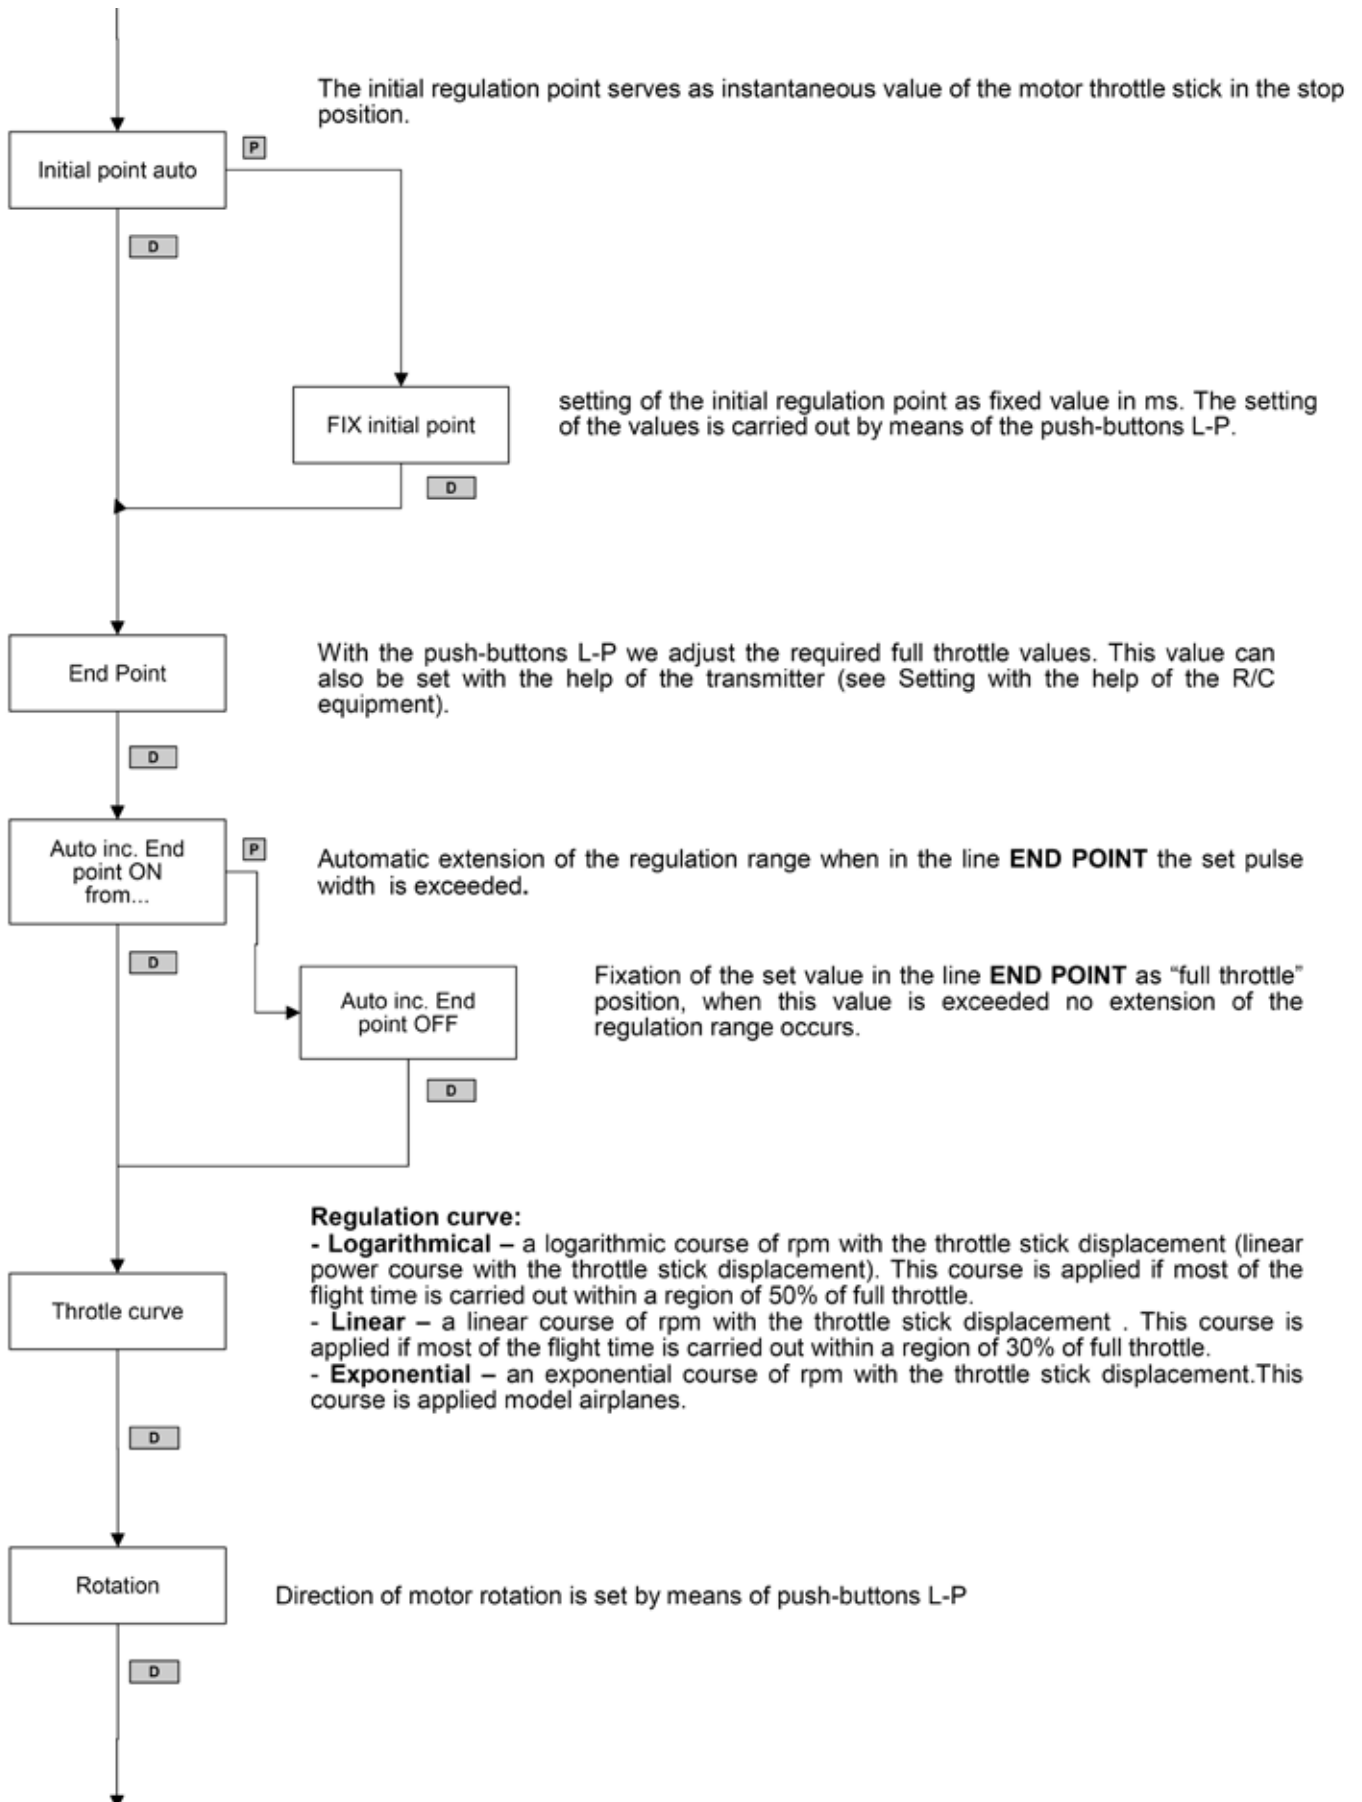 The initial regulation point serves as instantaneous value of the motor throttle stick in the stop
position.
P
Initial point auto
D
FIX initial point
setting of the initial regulation point as fixed value in ms. The setting
of the values is carried out by means of the push-buttons L-P.
D
End Point
With the push-buttons L-P we adjust the required full throttle values. This value can
also be set with the help of the transmitter (see Setting with the help of the R/C
equipment).
D
Auto inc. End
point ON
from...
P
Automatic extension of the regulation range when in the line END POINT the set pulse
width is exceeded.
D
Auto inc. End
point OFF
Fixation of the set value in the line END POINT as “full throttle”
position, when this value is exceeded no extension of the
regulation range occurs.
D
Regulation curve:
- Logarithmical – a logarithmic course of rpm with the throttle stick displacement (linear
power course with the throttle stick displacement). This course is applied if most of the
flight time is carried out within a region of 50% of full throttle.
- Linear – a linear course of rpm with the throttle stick displacement . This course is
applied if most of the flight time is carried out within a region of 30% of full throttle.
- Exponential – an exponential course of rpm with the throttle stick displacement.This
course is applied model airplanes.
Throtle curve
D
Rotation
Direction of motor rotation is set by means of push-buttons L-P
D